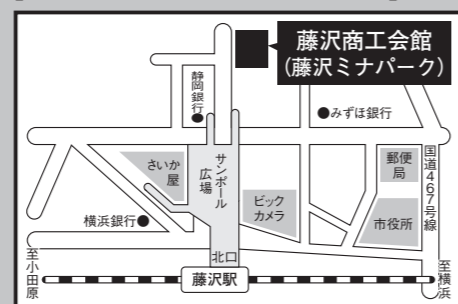 藤沢商工会館
(藤沢ミナパーク)
静岡銀行
みずほ銀行
さいか
屋
サンポール
広場
郵便
局
国道467号線
ビック
カメラ
市役所
横浜銀行
北口
至小田原
藤沢駅
至横浜